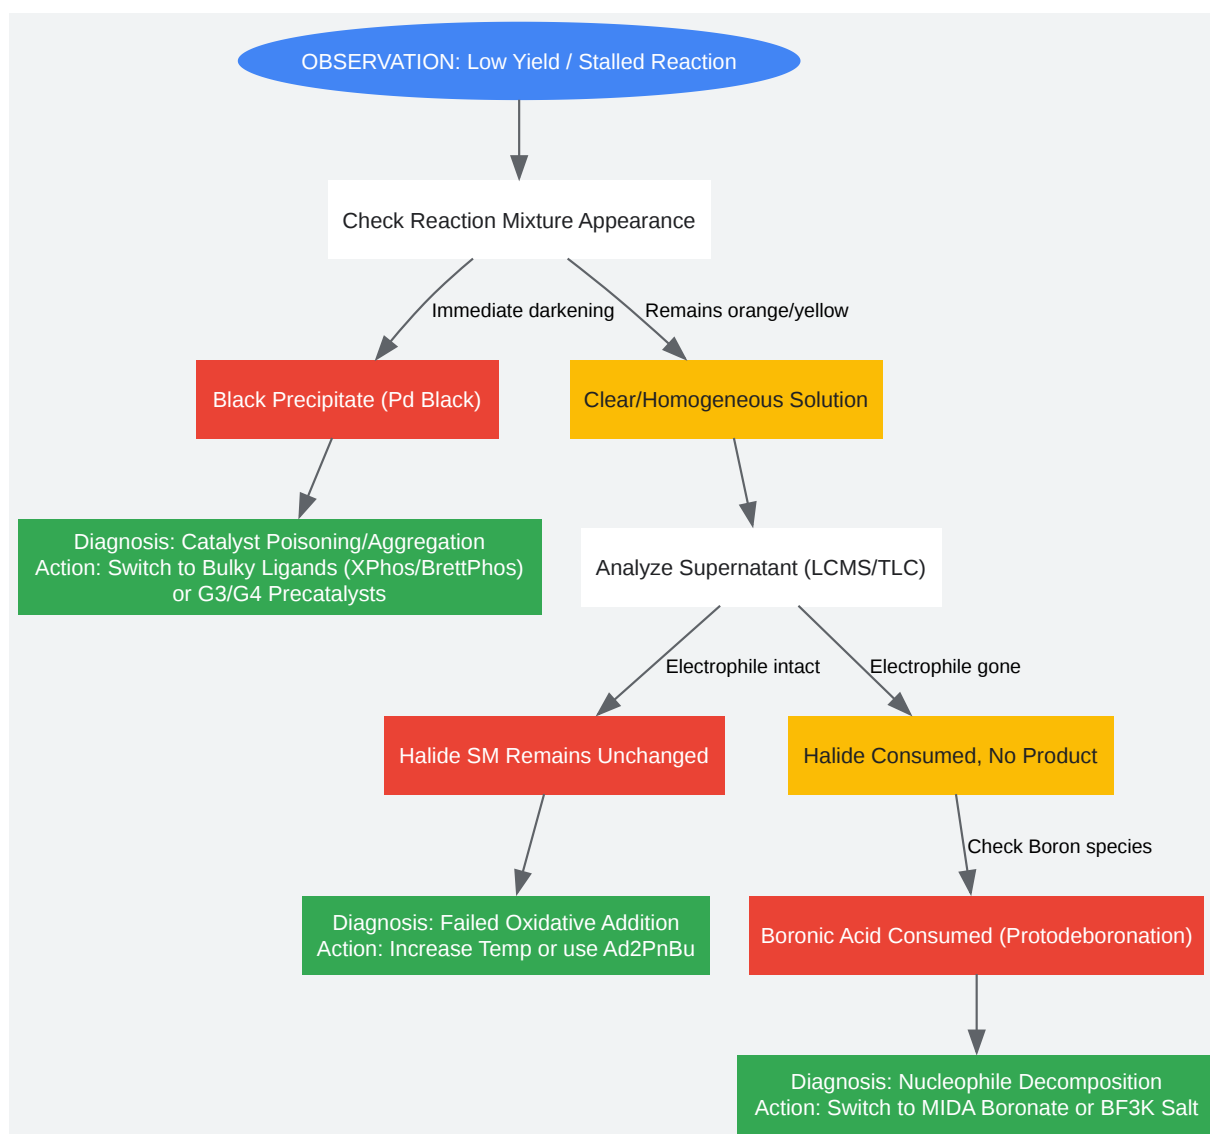 OBSERVATION: Low Yield / Stalled Reaction
Check Reaction Mixture Appearance
Immediate darkening
Remains orange/yellow
Black Precipitate (Pd Black)
Clear/Homogeneous Solution
Diagnosis: Catalyst Poisoning/Aggregation
Action: Switch to Bulky Ligands (XPhos/BrettPhos)
or G3/G4 Precatalysts
Analyze Supernatant (LCMS/TLC)
Electrophile intact
Electrophile gone
Halide SM Remains Unchanged
Halide Consumed, No Product
Check Boron species
Diagnosis: Failed Oxidative Addition
Action: Increase Temp or use Ad2PnBu
Boronic Acid Consumed (Protodeboronation)
Diagnosis: Nucleophile Decomposition
Action: Switch to MIDA Boronate or BF3K Salt